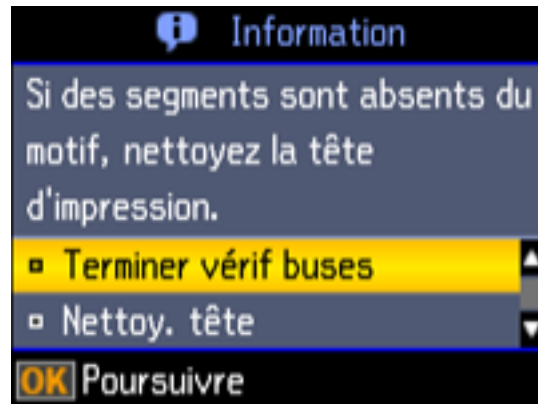 Information
Si des segments sont absents du
motif, nettoyez la tête
d'impression.
Terminer vérif buses
Nettoy. tête
OK Poursuivre